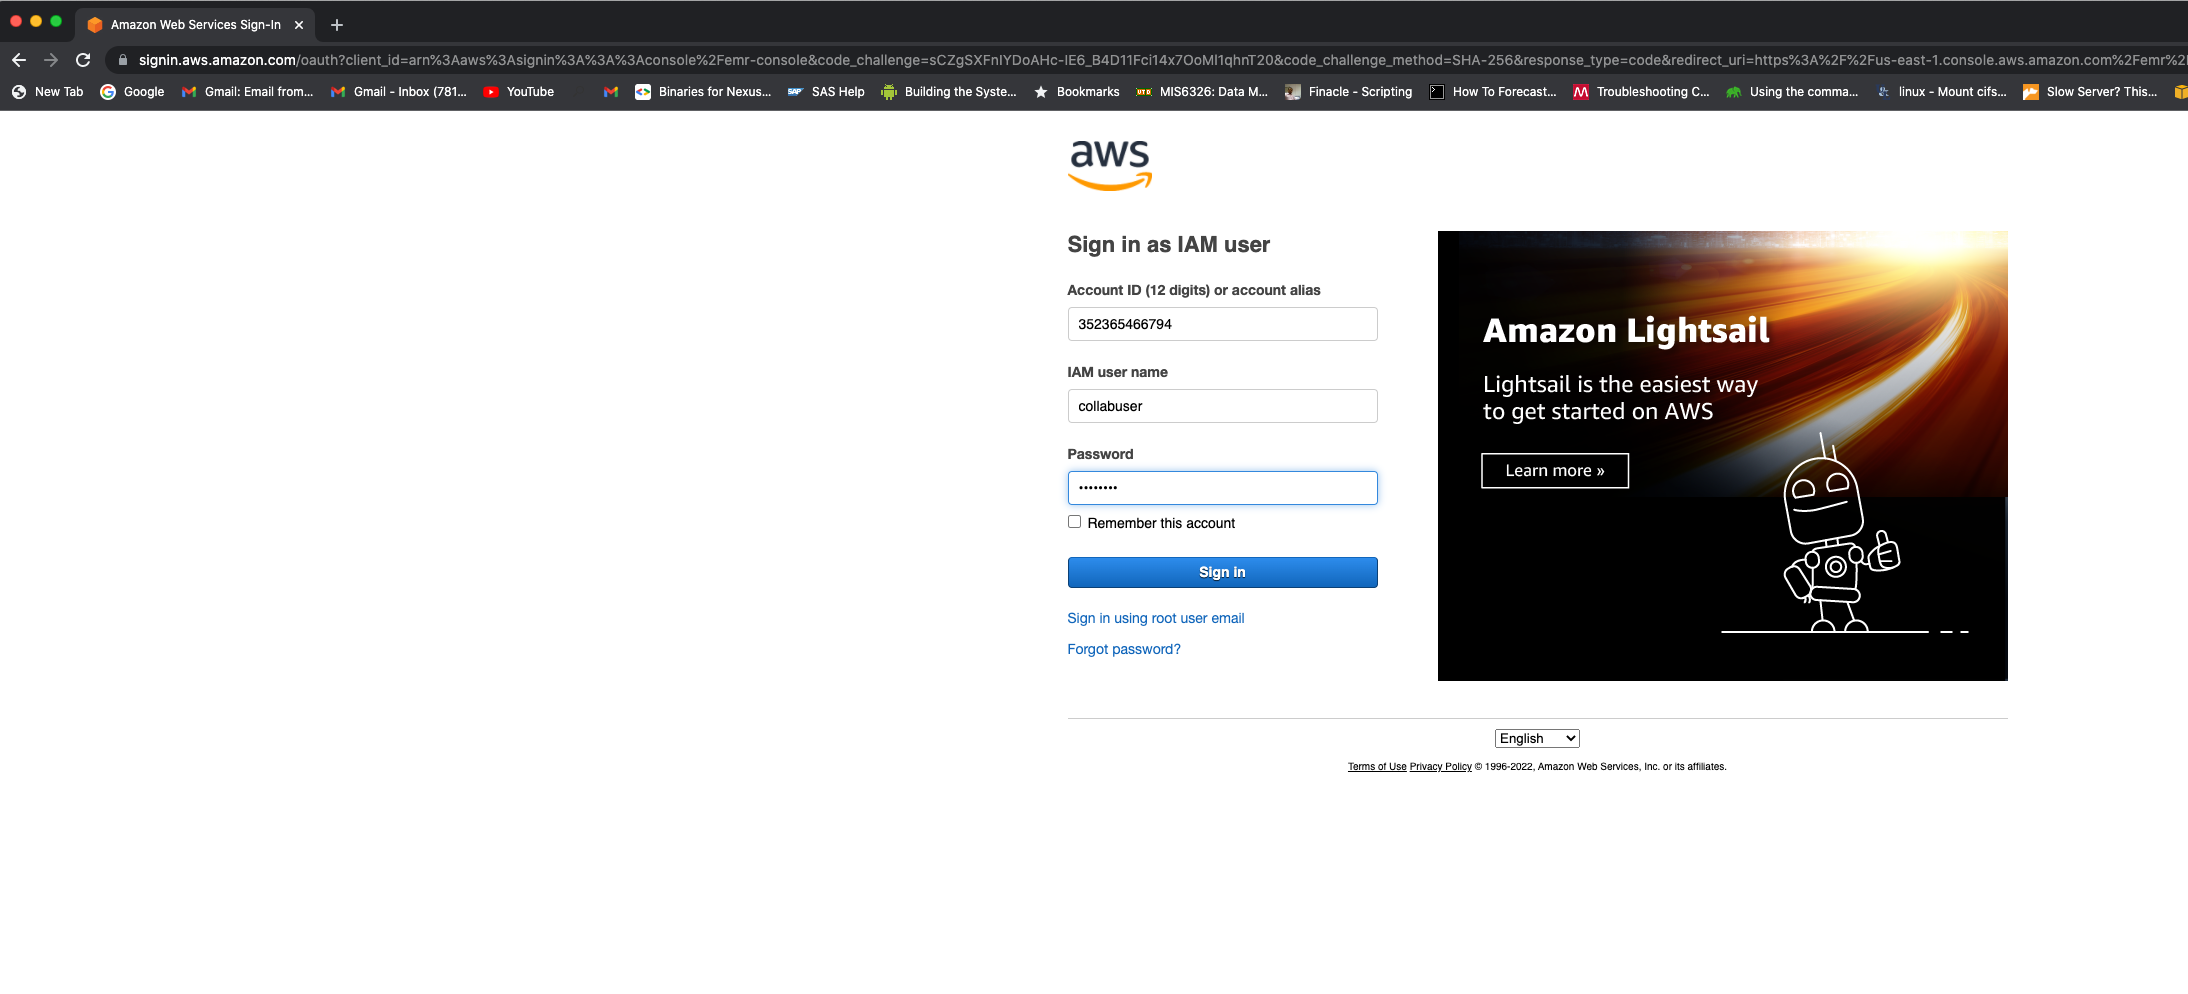 Amazon Web Services Sign-In
signin.aws.amazon.com/oauth?client_id=arn%3Aaws%3Asignin%3A%3A%3Aconsole%2Femr-console&code_challenge=sCZgSXFnIYDoAHc-IE6_B4D11Fci14x7OoMl1qhnT20&code_challenge_method=SHA-256&response_type=code&redirect_uri=https%3A%2F%2Fus-east-1.console.aws.amazon.com%2Femr%2
New Tab Google Gmail: Email from... Gmail - Inbox (781... YouTube Binaries for Nexus... SAS Help Building the Syste... Bookmarks MIS6326: Data M... Finacle - Scripting How To Forecast... Troubleshooting C... Using the comma... linux - Mount cifs... Slow Server? This...
aws
Sign in as IAM user
Account ID (12 digits) or account alias
352365466794
IAM user name
collabuser
Password
••••••••
Remember this account
Sign in
Sign in using root user email
Forgot password?
Amazon Lightsail
Lightsail is the easiest way
to get started on AWS
Learn more »
English
Terms of Use Privacy Policy © 1996-2022, Amazon Web Services, Inc. or its affiliates.